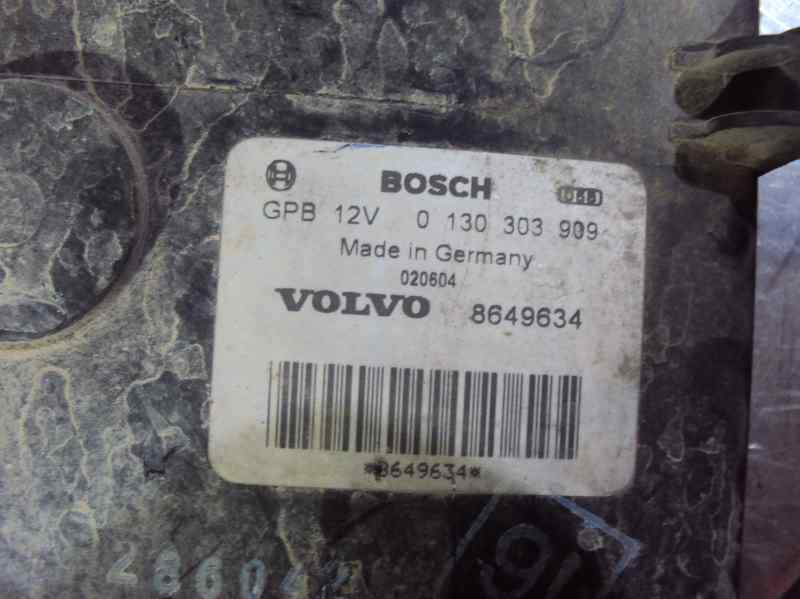 BOSCH
GPB 12V 0 130 303 909
Made in Germany
020604
VOLVO 8649634
*8649634*